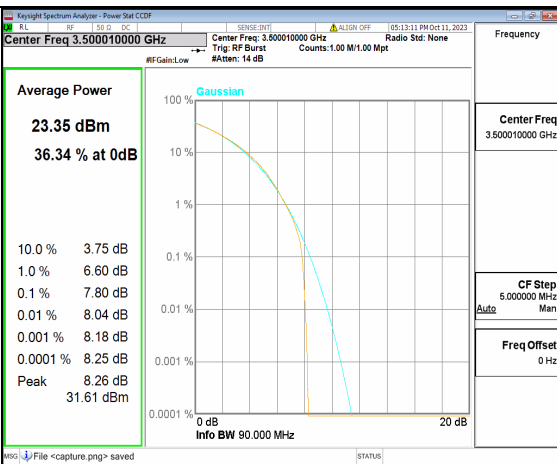 Keysight Spectrum Analyzer - Power Stat CCDF
RL RF 50 Ω DC SENSE:INT ALIGN OFF 05:13:11 PM Oct 11, 2023
Center Freq 3.500010000 GHz
Center Freq: 3.500010000 GHz Radio Std: None
Trig: RF Burst Counts:1.00 M/1.00 Mpt
#IFGain:Low #Atten: 14 dB
Frequency
Average Power
23.35 dBm
36.34 % at 0dB
10.0 % 3.75 dB
1.0 % 6.60 dB
0.1 % 7.80 dB
0.01 % 8.04 dB
0.001 % 8.18 dB
0.0001 % 8.25 dB
Peak 8.26 dB
31.61 dBm
Gaussian
100 %
10 %
1 %
0.1 %
0.01 %
0.001 %
0.0001 %
0 dB 20 dB
Info BW 90.000 MHz
Center Freq
3.500010000 GHz
CF Step
5.000000 MHz
Auto Man
Freq Offset
0 Hz
MSG File <capture.png> saved STATUS